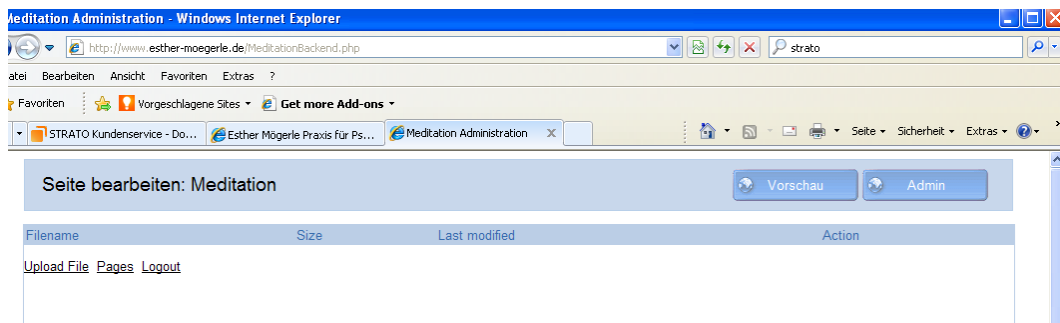 Meditation Administration - Windows Internet Explorer
http://www.esther-moegerle.de/MeditationBackend.php strato
atei Bearbeiten Ansicht Favoriten Extras ?
Favoriten Vorgeschlagene Sites Get more Add-ons
STRATO Kundenservice - Do... Esther Mögerle Praxis für Ps... Meditation Administration X Seite Sicherheit Extras
Seite bearbeiten: Meditation Vorschau Admin
Filename Size Last modified Action
Upload File Pages Logout